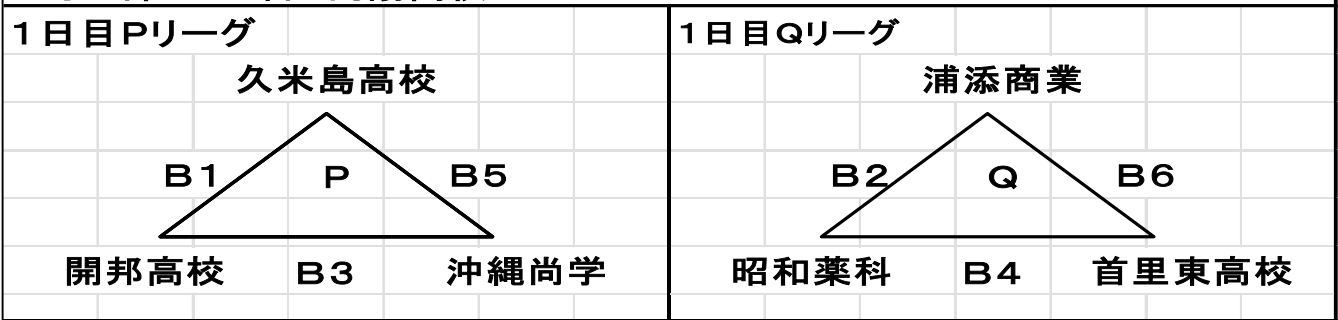 1日目Pリーグ
久米島高校
B1 P B5
開邦高校 B3 沖縄尚学
1日目Qリーグ
浦添商業
B2 Q B6
昭和薬科 B4 首里東高校